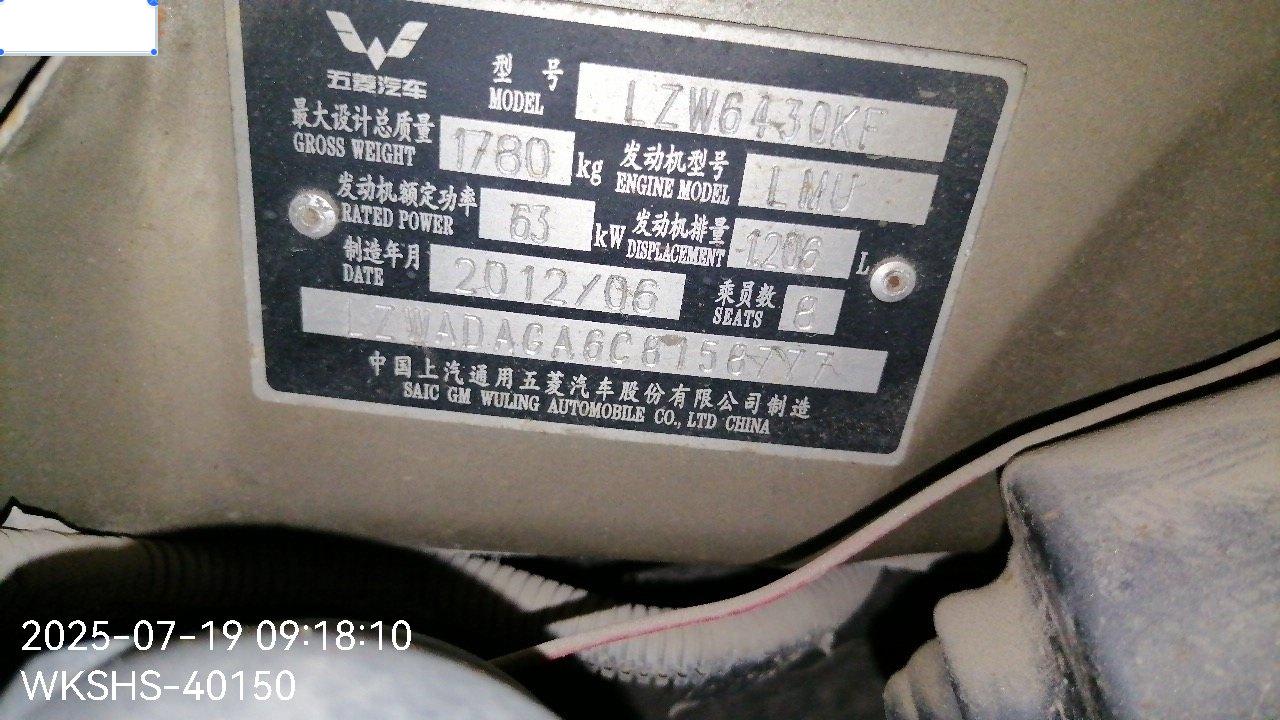 五菱汽车
型 号 MODEL LZW6430KF
最大设计总质量 GROSS WEIGHT 1780 kg 发动机型号 ENGINE MODEL LMU
发动机额定功率 RATED POWER 63 kW 发动机排量 DISPLACEMENT 1.206 L
制造年月 DATE 2012/06 乘员数 SEATS 8
LZWADAGA6C8158777
中国上汽通用五菱汽车股份有限公司制造
SAIC GM WULING AUTOMOBILE CO., LTD CHINA
2025-07-19 09:18:10
WKSHS-40150